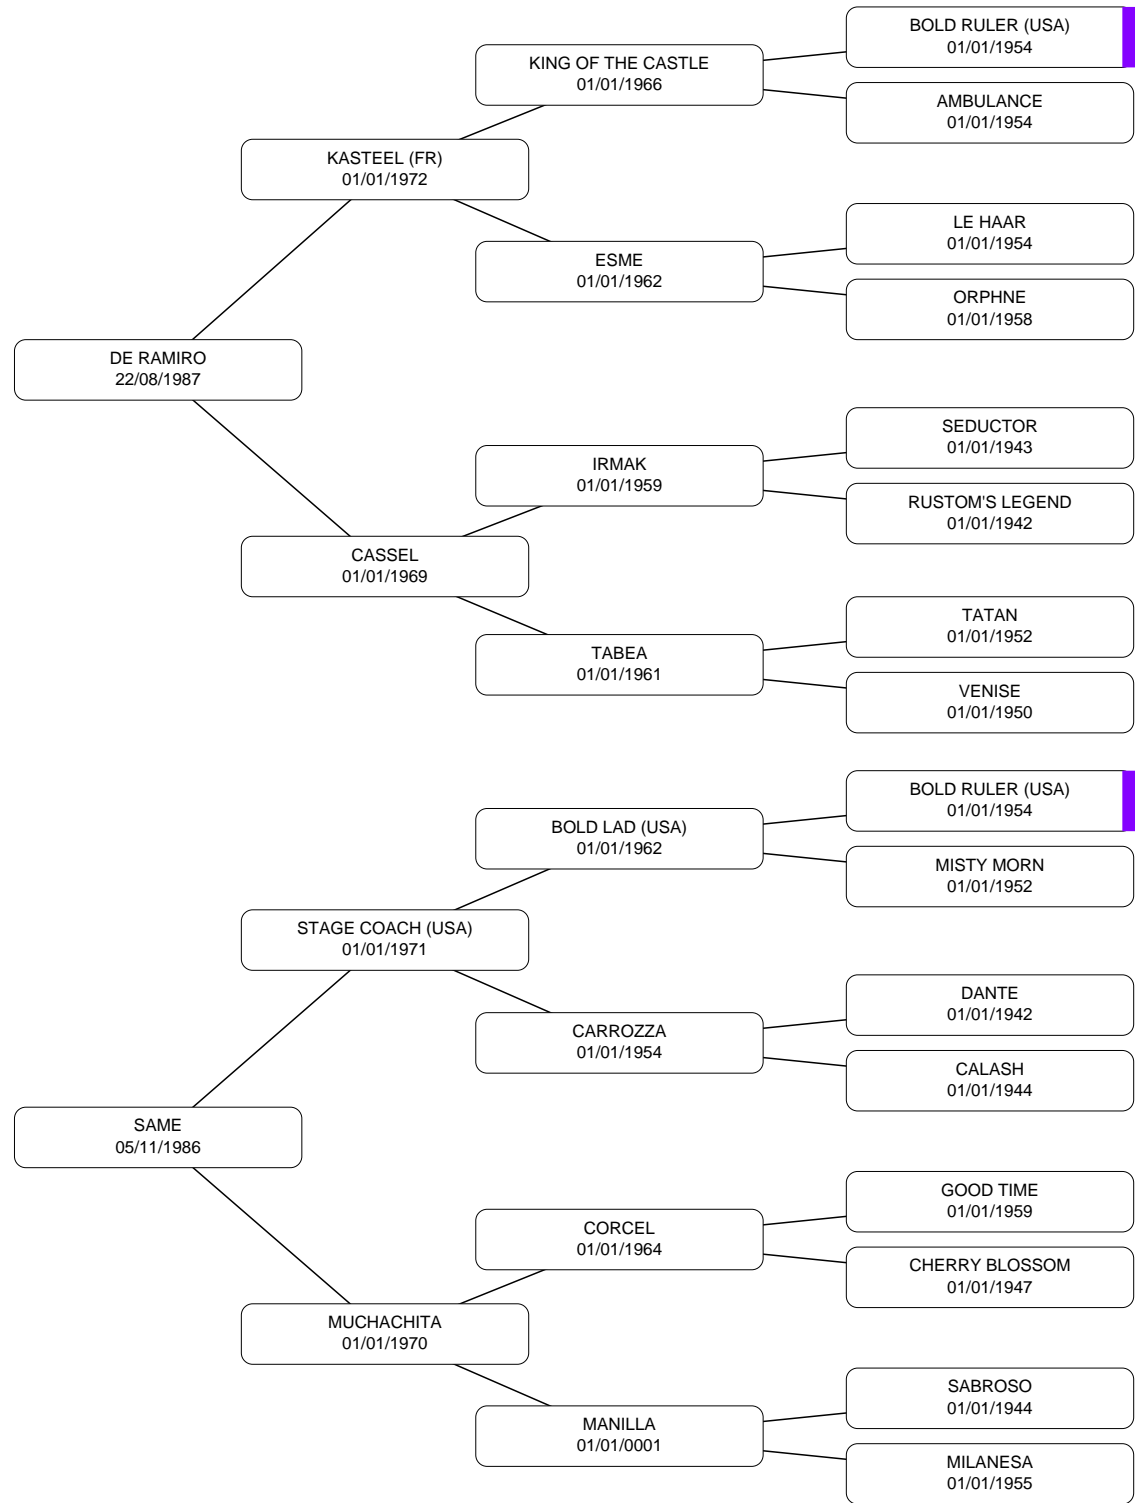 BOLD RULER (USA)
01/01/1954
KING OF THE CASTLE
01/01/1966
AMBULANCE
01/01/1954
KASTEEL (FR)
01/01/1972
LE HAAR
01/01/1954
ESME
01/01/1962
ORPHNE
01/01/1958
DE RAMIRO
22/08/1987
SEDUCTOR
01/01/1943
IRMAK
01/01/1959
RUSTOM'S LEGEND
01/01/1942
CASSEL
01/01/1969
TATAN
01/01/1952
TABEA
01/01/1961
VENISE
01/01/1950
BOLD RULER (USA)
01/01/1954
BOLD LAD (USA)
01/01/1962
MISTY MORN
01/01/1952
STAGE COACH (USA)
01/01/1971
DANTE
01/01/1942
CARROZZA
01/01/1954
CALASH
01/01/1944
SAME
05/11/1986
GOOD TIME
01/01/1959
CORCEL
01/01/1964
CHERRY BLOSSOM
01/01/1947
MUCHACHITA
01/01/1970
SABROSO
01/01/1944
MANILLA
01/01/0001
MILANESA
01/01/1955